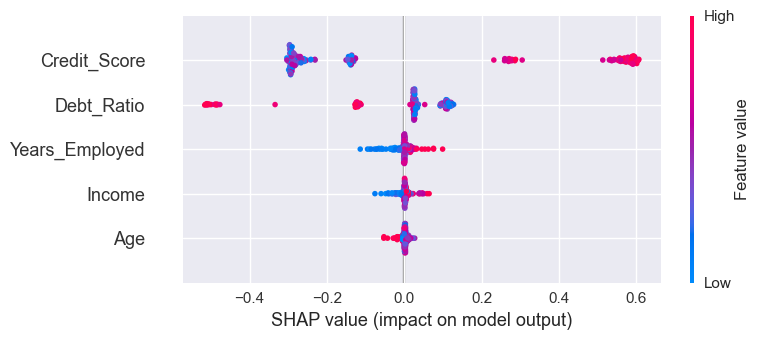 High
Credit_Score
Debt_Ratio
Years_Employed
Income
Age
Feature value
Low
−0.4 −0.2 0.0 0.2 0.4 0.6
SHAP value (impact on model output)